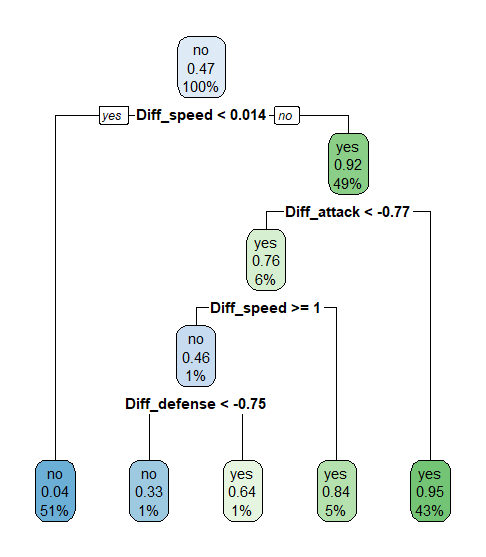 no
0.47
100%
yes Diff_speed < 0.014 no
yes
0.92
49%
Diff_attack < -0.77
yes
0.76
6%
Diff_speed >= 1
no
0.46
1%
Diff_defense < -0.75
no
0.04
51%
no
0.33
1%
yes
0.64
1%
yes
0.84
5%
yes
0.95
43%